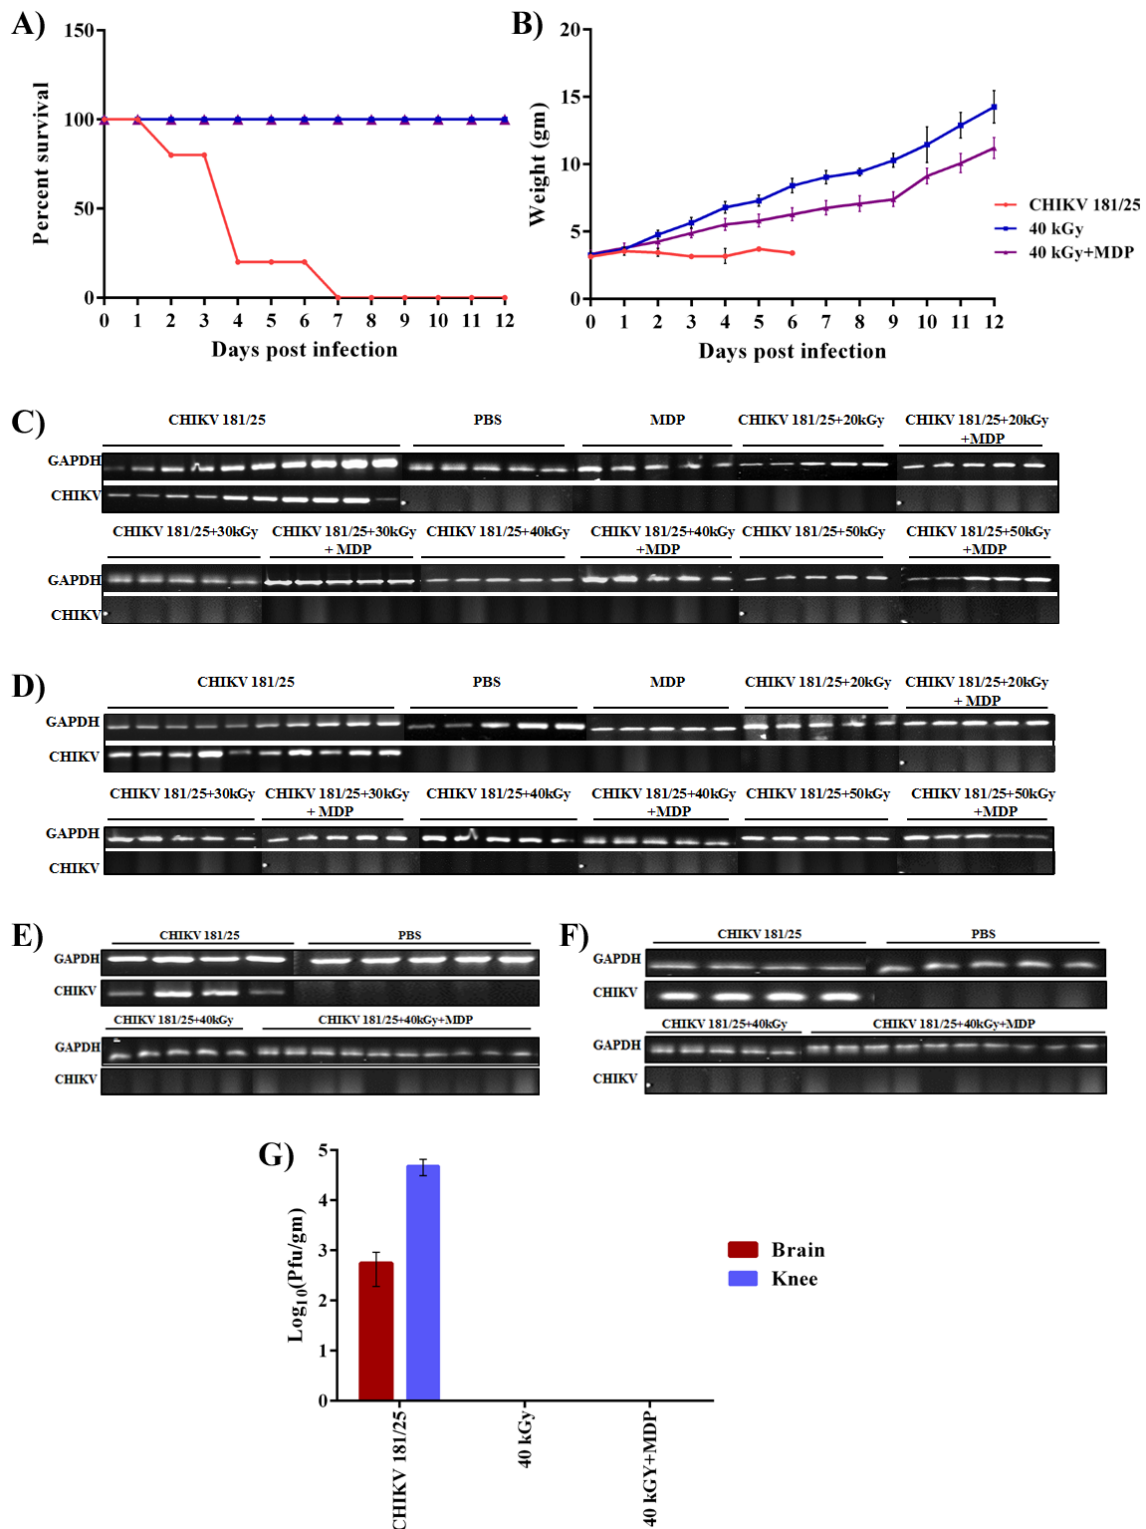 A)
150
100
50
0
Percent survival
0 1 2 3 4 5 6 7 8 9 10 11 12
Days post infection
B)
20
15
10
5
0
Weight (gm)
0 1 2 3 4 5 6 7 8 9 10 11 12
Days post infection
CHIKV 181/25
40 kGy
40 kGy+MDP
C)
CHIKV 181/25 PBS MDP CHIKV 181/25+20kGy CHIKV 181/25+20kGy
+MDP
GAPDH
CHIKV
CHIKV 181/25+30kGy CHIKV 181/25+30kGy CHIKV 181/25+40kGy CHIKV 181/25+40kGy CHIKV 181/25+50kGy CHIKV 181/25+50kGy
+ MDP +MDP +MDP
GAPDH
CHIKV
D)
CHIKV 181/25 PBS MDP CHIKV 181/25+20kGy CHIKV 181/25+20kGy
+ MDP
GAPDH
CHIKV
CHIKV 181/25+30kGy CHIKV 181/25+30kGy CHIKV 181/25+40kGy CHIKV 181/25+40kGy CHIKV 181/25+50kGy CHIKV 181/25+50kGy
+ MDP +MDP +MDP
GAPDH
CHIKV
E)
CHIKV 181/25 PBS
GAPDH
CHIKV
CHIKV 181/25+40kGy CHIKV 181/25+40kGy+MDP
GAPDH
CHIKV
F)
CHIKV 181/25 PBS
GAPDH
CHIKV
CHIKV 181/25+40kGy CHIKV 181/25+40kGy+MDP
GAPDH
CHIKV
G)
5
4
3
2
1
0
Log10(Pfu/gm)
CHIKV 181/25
40 kGy
40 kGY+MDP
Brain
Knee